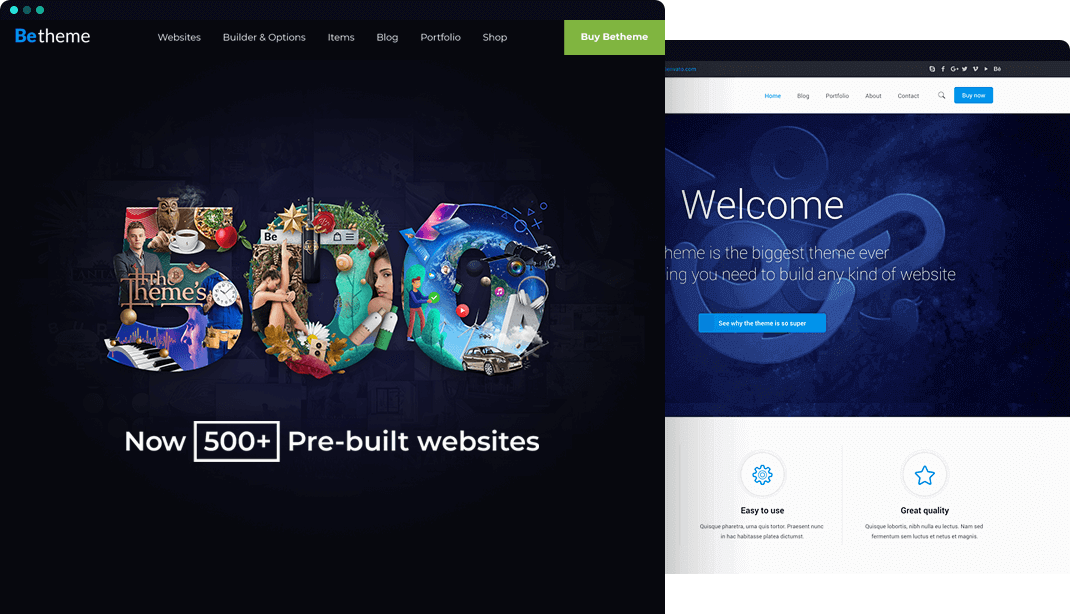 Betheme
Websites
Builder & Options
Items
Blog
Portfolio
Shop
Buy Betheme
Be
The
Theme's
Now 500+ Pre-built websites
Home
Blog
Portfolio
About
Contact
Buy now
Welcome
heme is the biggest theme ever
ing you need to build any kind of website
See why the theme is so super
Easy to use
Quisque pharetra, urna quis tortor. Praesent nunc
in hac habitasse platea dictumst.
Great quality
Quisque lobortis, nibh nulla eu lectus. Nam sed
fermentum sem luctus et netus et magnis.